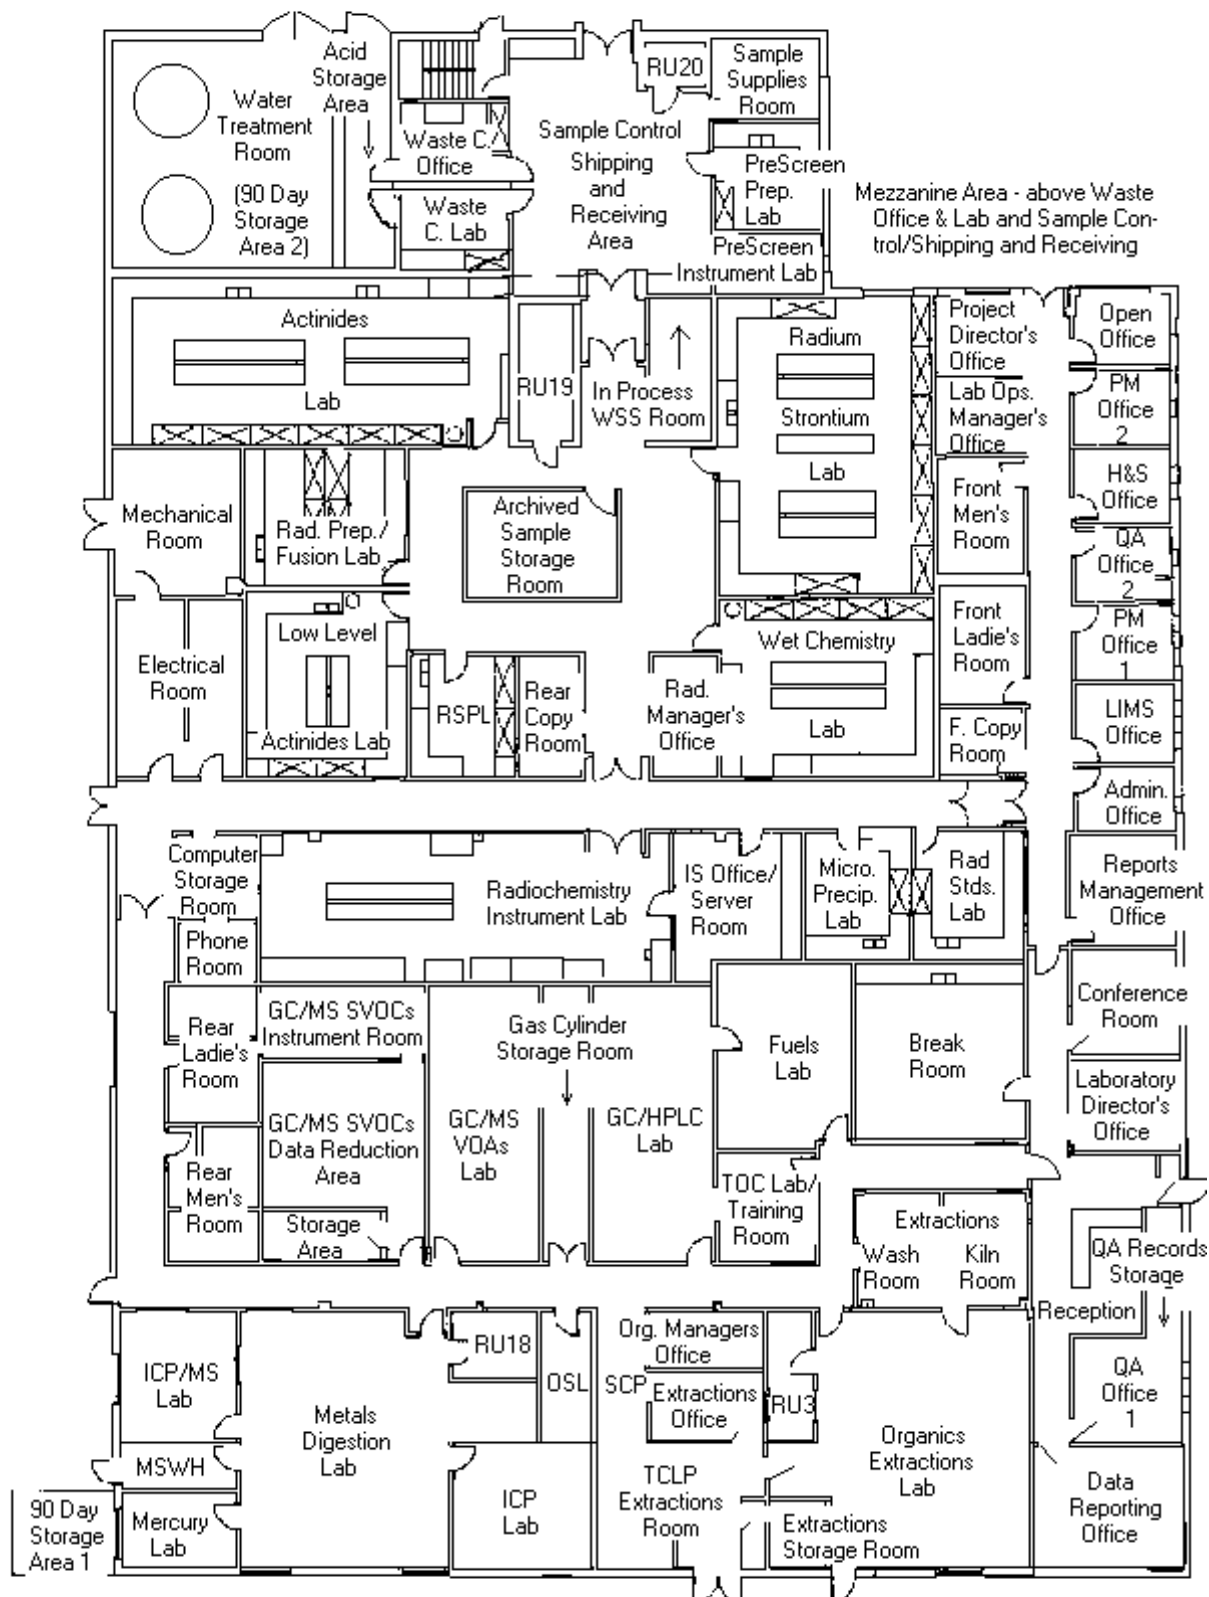 Acid
Storage
Area
Water
Treatment
Room
(90 Day
Storage
Area 2)
Waste C.
Office
Waste
C. Lab
Sample Control
Shipping
and
Receiving
Area
RU20
Sample
Supplies
Room
PreScreen
Prep.
Lab
PreScreen
Instrument Lab
Mezzanine Area - above Waste
Office & Lab and Sample Con-
trol/Shipping and Receiving
Actinides
Lab
RU19
In Process
WSS Room
Radium
Strontium
Lab
Project
Director's
Office
Lab Ops.
Manager's
Office
Open
Office
PM
Office
2
H&S
Office
QA
Office
2
PM
Office
1
LIMS
Office
Admin.
Office
Front
Men's
Room
Front
Ladie's
Room
F. Copy
Room
Mechanical
Room
Rad. Prep./
Fusion Lab
Archived
Sample
Storage
Room
Electrical
Room
Low Level
Actinides Lab
RSPL
Rear
Copy
Room
Rad.
Manager's
Office
Wet Chemistry
Lab
Computer
Storage
Room
Phone
Room
Radiochemistry
Instrument Lab
IS Office/
Server
Room
Micro.
Precip.
Lab
Rad
Stds.
Lab
Reports
Management
Office
Conference
Room
Laboratory
Director's
Office
Rear
Ladie's
Room
GC/MS SVOCs
Instrument Room
Gas Cylinder
Storage Room
Fuels
Lab
Break
Room
GC/MS SVOCs
Data Reduction
Area
GC/MS
VOAs
Lab
GC/HPLC
Lab
Rear
Men's
Room
Storage
Area
TOC Lab/
Training
Room
Extractions
Wash
Room
Kiln
Room
QA Records
Storage
Reception
ICP/MS
Lab
MSWH
Mercury
Lab
90 Day
Storage
Area 1
Metals
Digestion
Lab
RU18
OSL
ICP
Lab
SCP
Org. Managers
Office
Extractions
Office
RU3
TCLP
Extractions
Room
Organics
Extractions
Lab
Extractions
Storage Room
QA
Office
1
Data
Reporting
Office